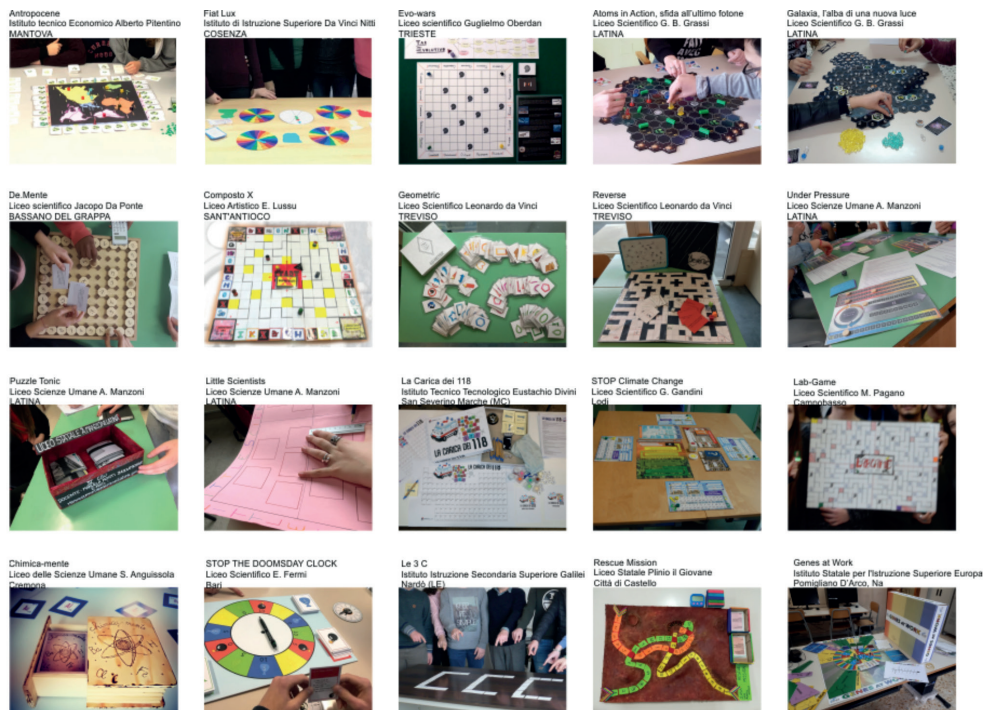 Antropocene
Istituto tecnico Economico Alberto Pitentino
MANTOVA
Fiat Lux
Istituto di Istruzione Superiore Da Vinci Nitti
COSENZA
Evo-wars
Liceo scientifico Guglielmo Oberdan
TRIESTE
Atoms in Action, sfida all'ultimo fotone
Liceo Scientifico G. B. Grassi
LATINA
Galaxia, l'alba di una nuova luce
Liceo Scientifico G. B. Grassi
LATINA
De.Mente
Liceo scientifico Jacopo Da Ponte
BASSANO DEL GRAPPA
Composto X
Liceo Artistico E. Lussu
SANT'ANTIOCO
Geometric
Liceo Scientifico Leonardo da Vinci
TREVISO
Reverse
Liceo Scientifico Leonardo da Vinci
TREVISO
Under Pressure
Liceo Scienze Umane A. Manzoni
LATINA
Puzzle Tonic
Liceo Scienze Umane A. Manzoni
LATINA
LICEO STATALE A. MANZONI
Little Scientists
Liceo Scienze Umane A. Manzoni
LATINA
La Carica dei 118
Istituto Tecnico Tecnologico Eustachio Divini
San Severino Marche (MC)
LA CARICA DEI 118
LA CARICA DEI 118
STOP Climate Change
Liceo Scientifico G. Gandini
Lodi
Lab-Game
Liceo Scientifico M. Pagano
Campobasso
Chimica-mente
Liceo delle Scienze Umane S. Anguissola
Cremona
STOP THE DOOMSDAY CLOCK
Liceo Scientifico E. Fermi
Bari
Le 3 C
Istituto Istruzione Secondaria Superiore Galilei
Nardò (LE)
CCC
Rescue Mission
Liceo Statale Plinio il Giovane
Città di Castello
Genes at Work
Istituto Statale per l'Istruzione Superiore Europa
Pomigliano D'Arco, Na